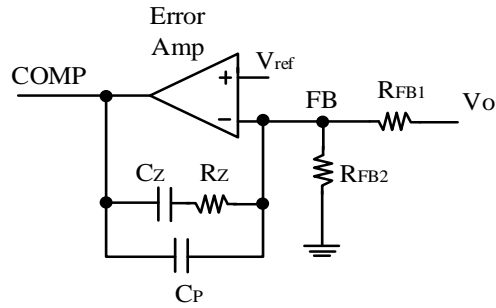 Error
Amp
COMP
+
Vref
−
FB
RFB1
Vo
CZ
RZ
RFB2
CP